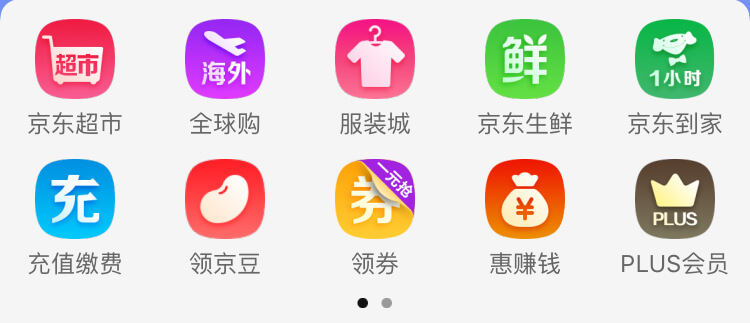 超市
海外
鲜
1小时
京东超市
全球购
服装城
京东生鲜
京东到家
充
券
一元抢
¥
PLUS
充值缴费
领京豆
领券
惠赚钱
PLUS会员